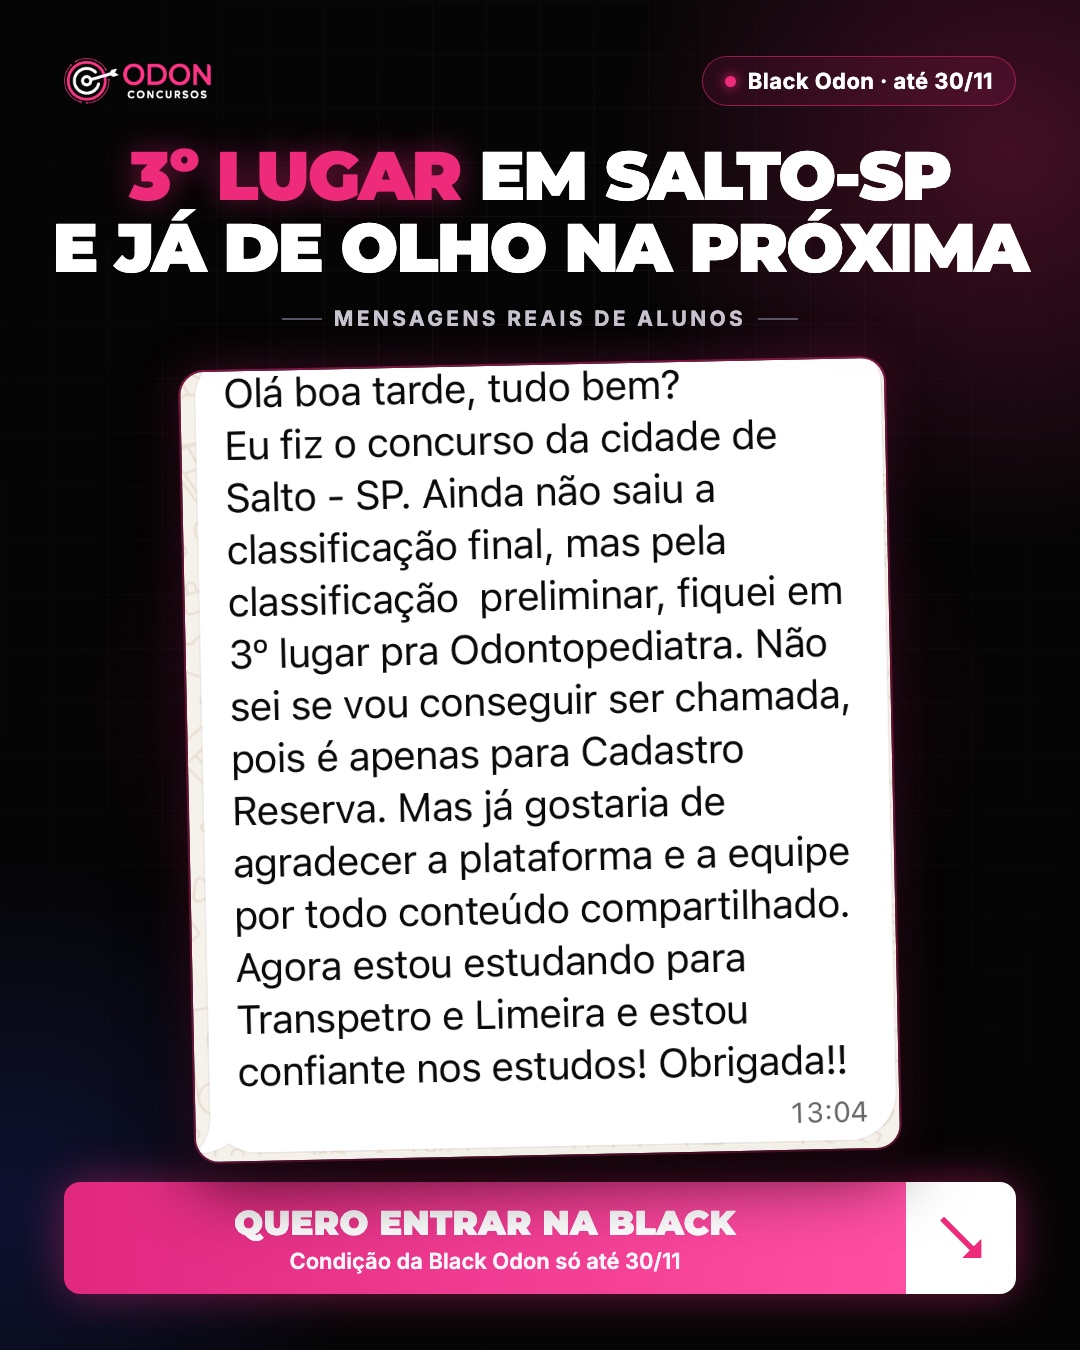 ODON
CONCURSOS
Black Odon · até 30/11
3º LUGAR EM SALTO-SP
E JÁ DE OLHO NA PRÓXIMA
MENSAGENS REAIS DE ALUNOS
Olá boa tarde, tudo bem?
Eu fiz o concurso da cidade de
Salto - SP. Ainda não saiu a
classificação final, mas pela
classificação  preliminar, fiquei em
3º lugar pra Odontopediatra. Não
sei se vou conseguir ser chamada,
pois é apenas para Cadastro
Reserva. Mas já gostaria de
agradecer a plataforma e a equipe
por todo conteúdo compartilhado.
Agora estou estudando para
Transpetro e Limeira e estou
confiante nos estudos! Obrigada!!
13:04
QUERO ENTRAR NA BLACK
Condição da Black Odon só até 30/11